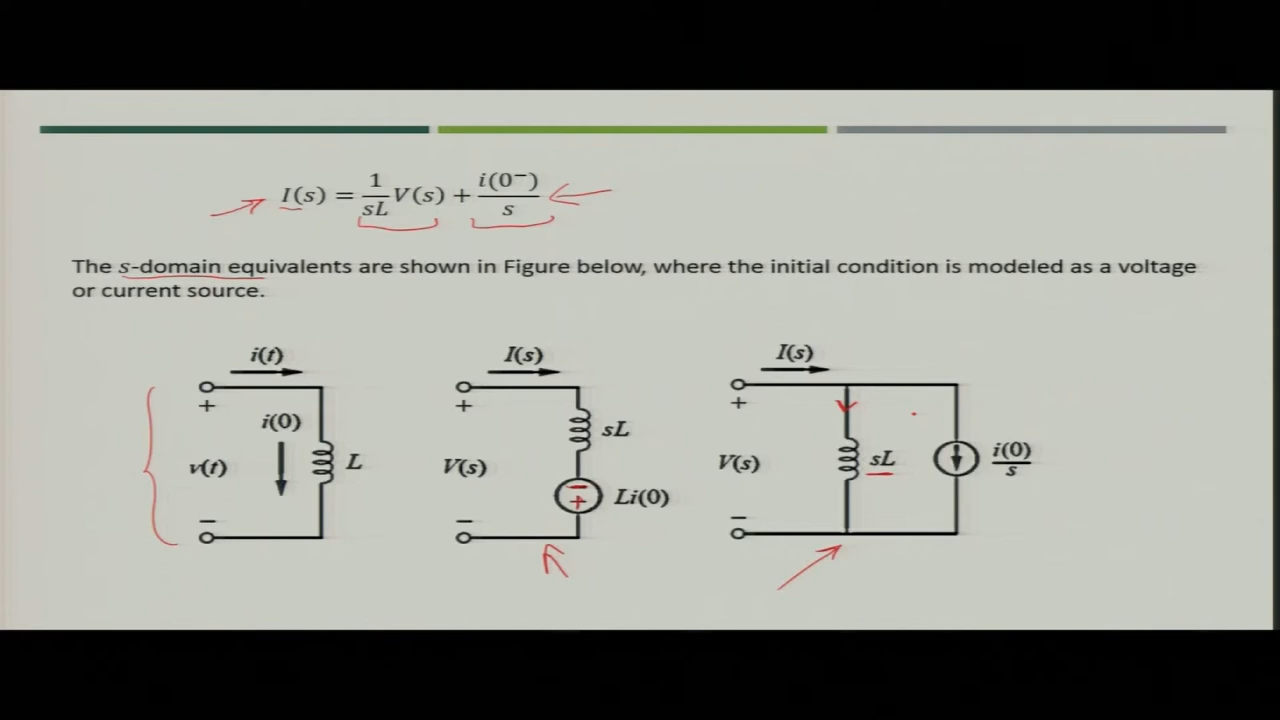 I(s) = 1/sL V(s) + i(0⁻)/s
The s-domain equivalents are shown in Figure below, where the initial condition is modeled as a voltage
or current source.
i(t)
+
i(0)
v(t)
L
−
I(s)
+
sL
V(s)
−
+
Li(0)
−
I(s)
+
V(s)
sL
i(0)/s
−